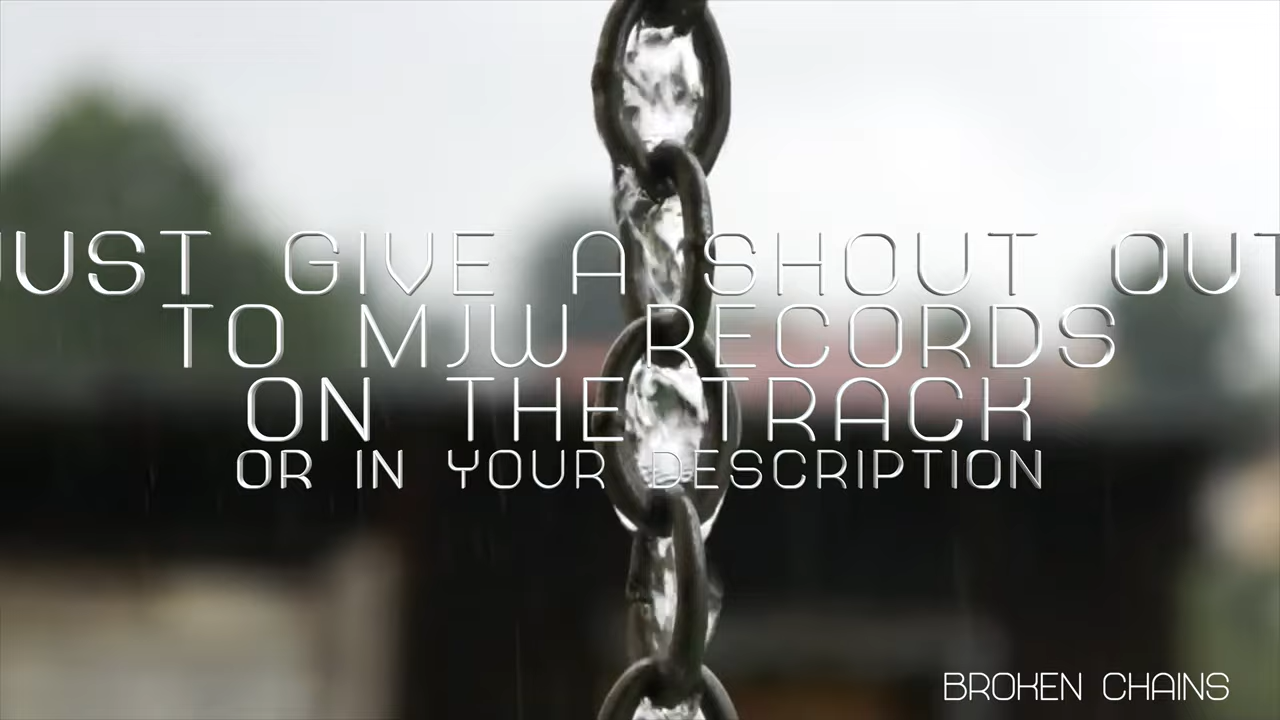 JUST GIVE A SHOUT OUT
TO MJW RECORDS
ON THE TRACK
OR IN YOUR DESCRIPTION
BROKEN CHAINS